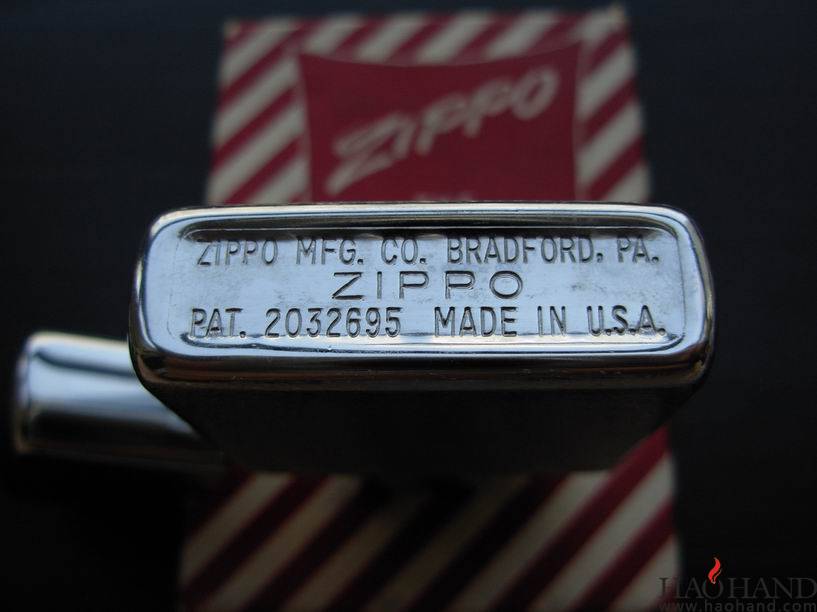 Zippo
ZIPPO MFG. CO. BRADFORD, PA.
ZIPPO
PAT. 2032695 MADE IN U.S.A.
HAOHAND
www.haohand.com